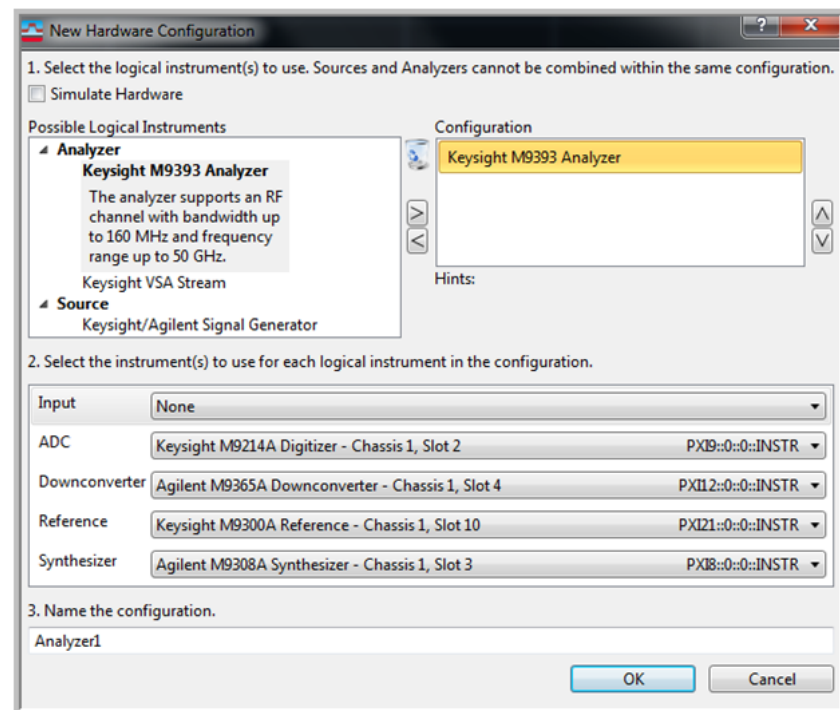 New Hardware Configuration
1. Select the logical instrument(s) to use. Sources and Analyzers cannot be combined within the same configuration.
Simulate Hardware
Possible Logical Instruments
Configuration
Analyzer
Keysight M9393 Analyzer
The analyzer supports an RF
channel with bandwidth up
to 160 MHz and frequency
range up to 50 GHz.
Keysight VSA Stream
Source
Keysight/Agilent Signal Generator
Keysight M9393 Analyzer
Hints:
2. Select the instrument(s) to use for each logical instrument in the configuration.
Input None
ADC Keysight M9214A Digitizer - Chassis 1, Slot 2 PXI9::0::0::INSTR
Downconverter Agilent M9365A Downconverter - Chassis 1, Slot 4 PXI12::0::0::INSTR
Reference Keysight M9300A Reference - Chassis 1, Slot 10 PXI21::0::0::INSTR
Synthesizer Agilent M9308A Synthesizer - Chassis 1, Slot 3 PXI8::0::0::INSTR
3. Name the configuration.
Analyzer1
OK Cancel